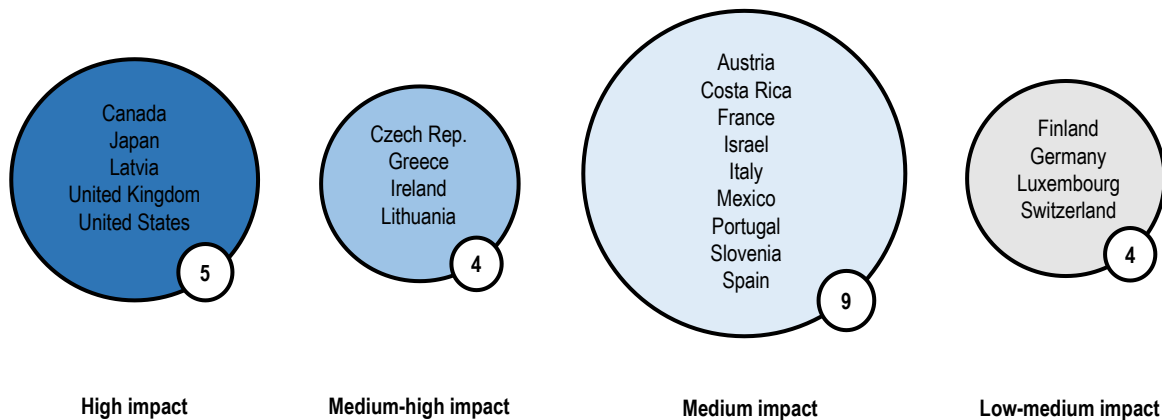 Canada
Japan
Latvia
United Kingdom
United States
5
High impact
Czech Rep.
Greece
Ireland
Lithuania
4
Medium-high impact
Austria
Costa Rica
France
Israel
Italy
Mexico
Portugal
Slovenia
Spain
9
Medium impact
Finland
Germany
Luxembourg
Switzerland
4
Low-medium impact